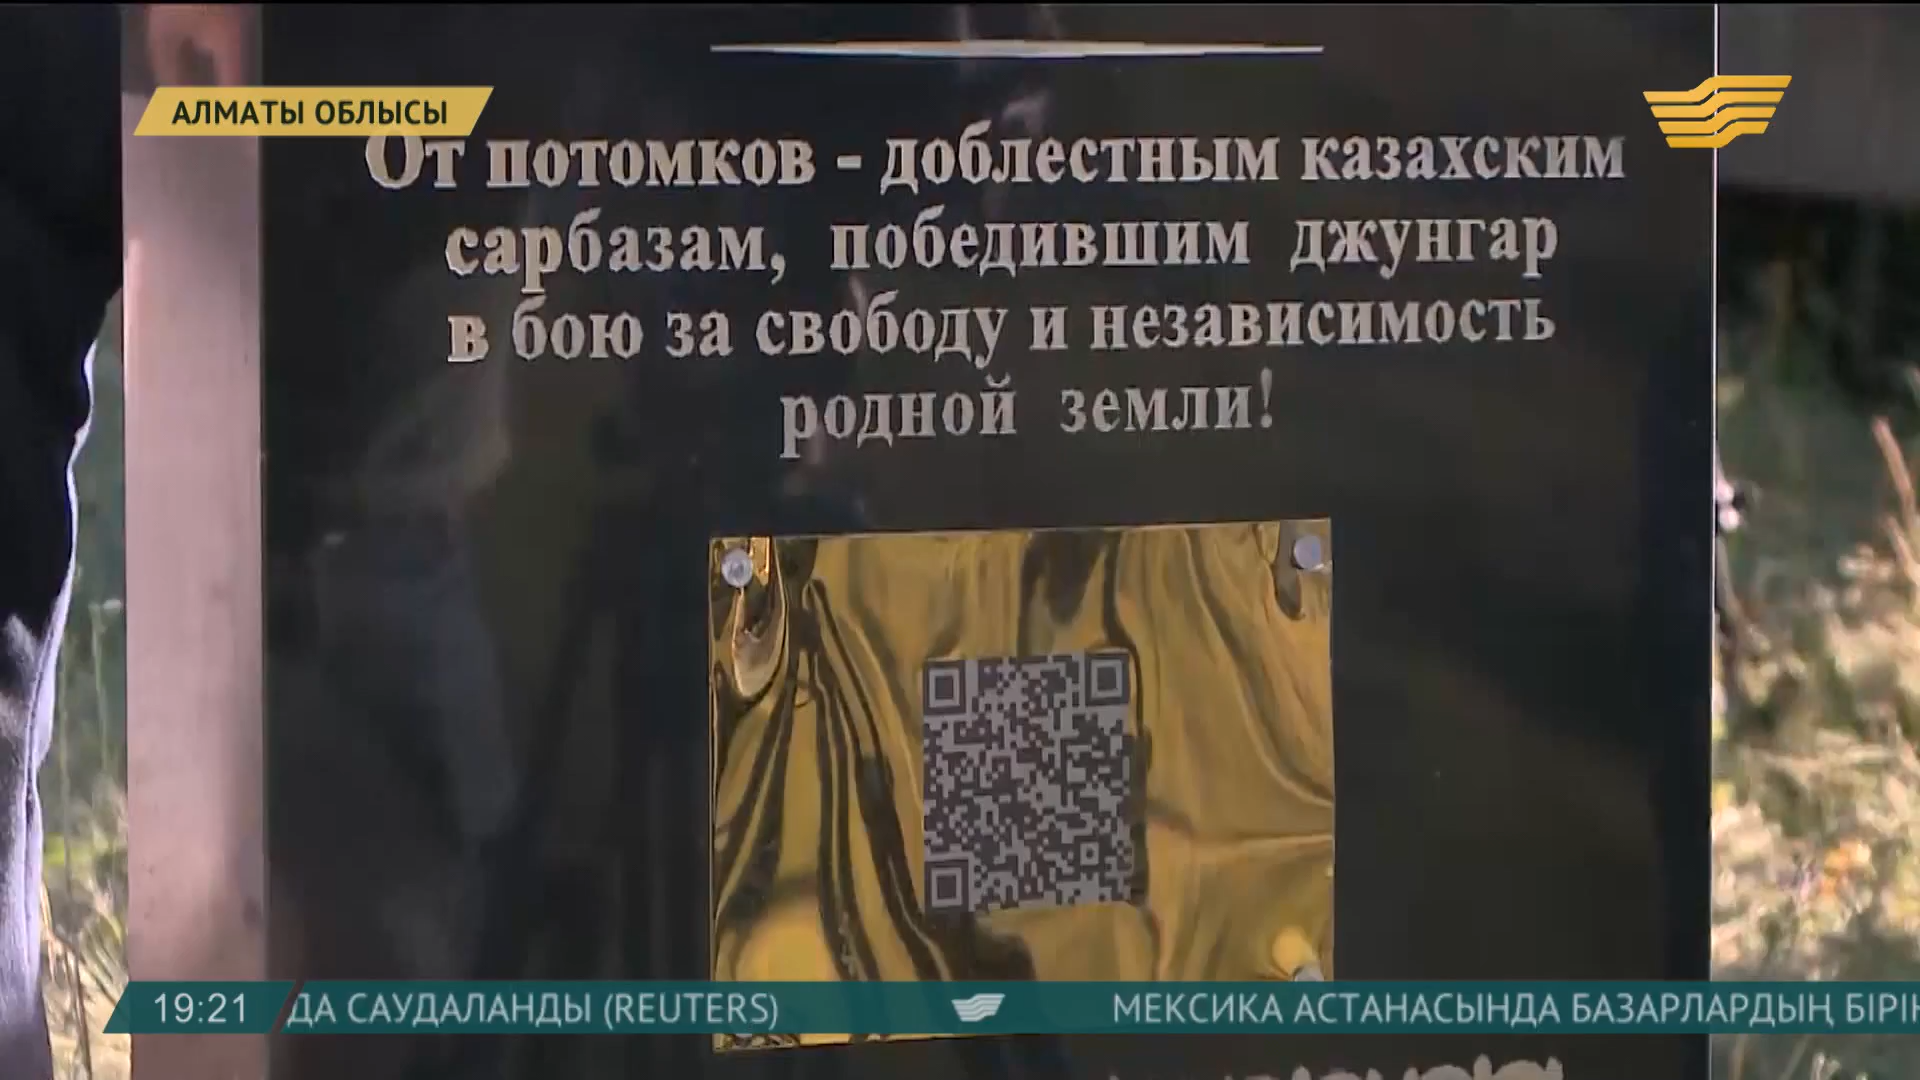 АЛМАТЫ ОБЛЫСЫ
От потомков - доблестным казахским
сарбазам, победившим джунгар
в бою за свободу и независимость
родной земли!
19:21 ДА САУДАЛАНДЫ (REUTERS) МЕКСИКА АСТАНАСЫНДА БАЗАРЛАРДЫҢ БІРІН